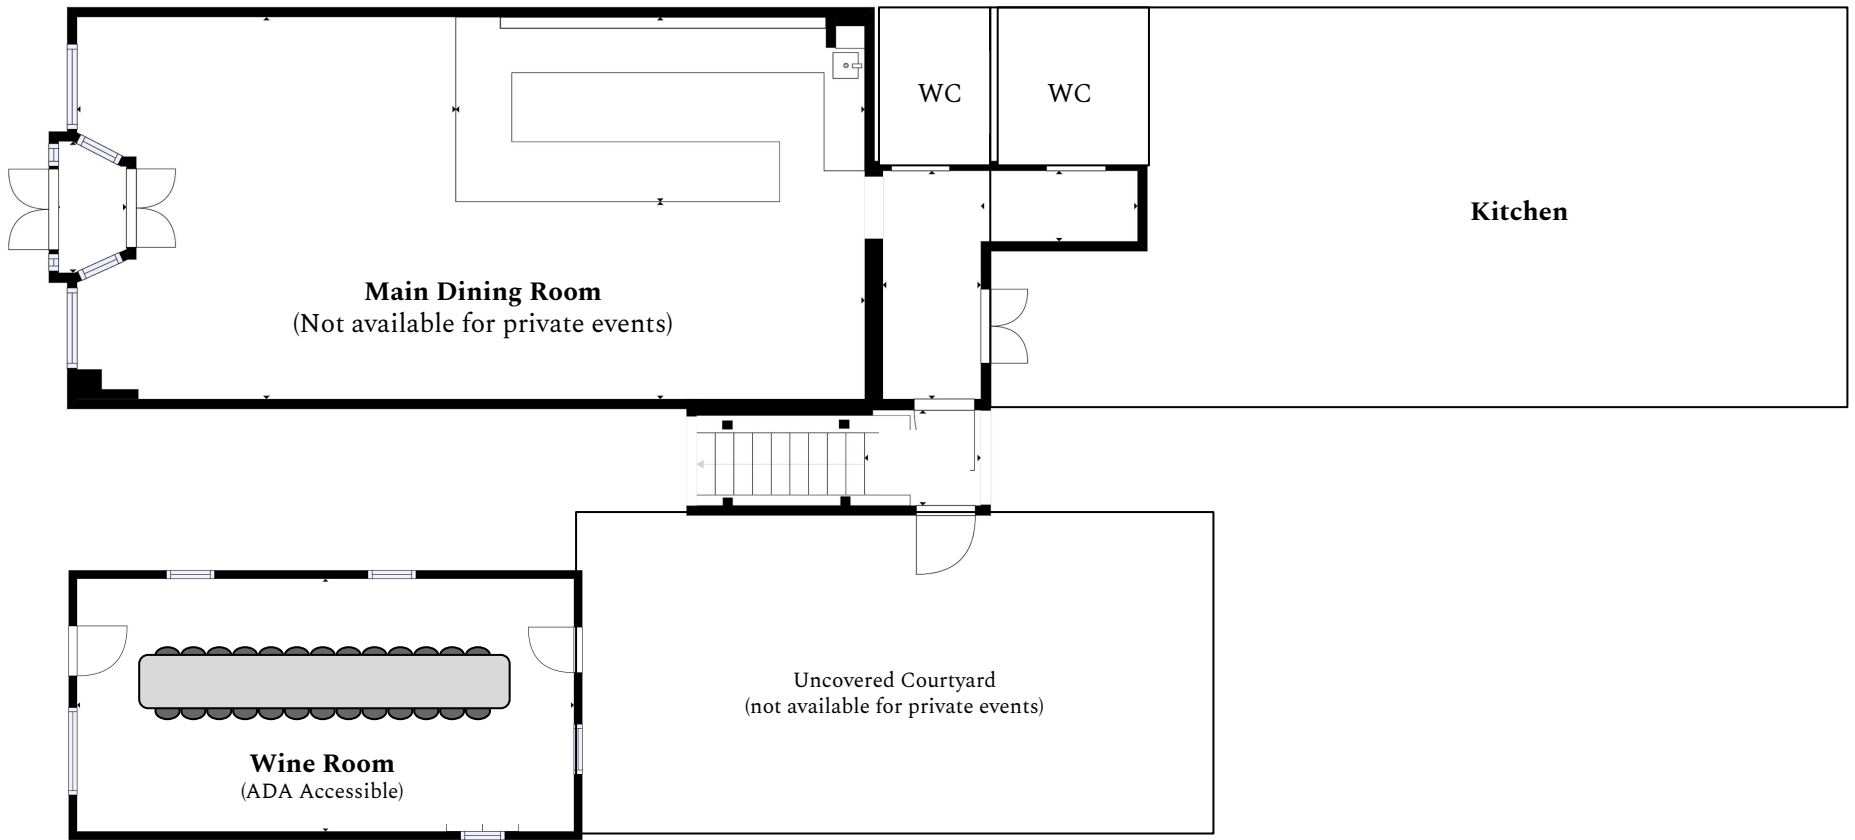 WC
WC
Kitchen
Main Dining Room
(Not available for private events)
Uncovered Courtyard
(not available for private events)
Wine Room
(ADA Accessible)